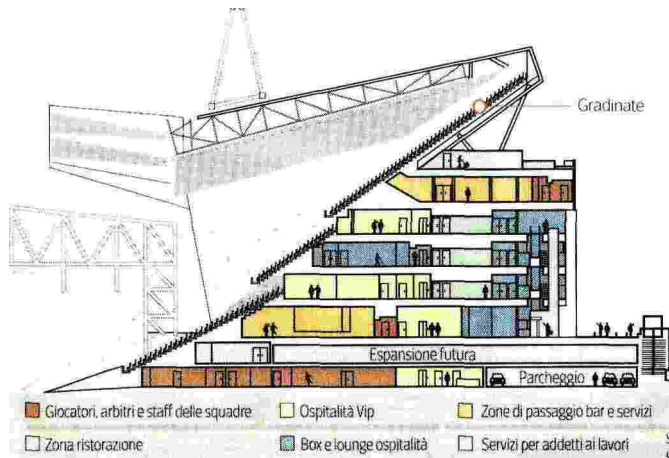 Gradinate
Espansione futura
Parcheggio
Giocatori, arbitri e staff delle squadre
Ospitalità Vip
Zone di passaggio bar e servizi
Zona ristorazione
Box e lounge ospitalità
Servizi per addetti ai lavori